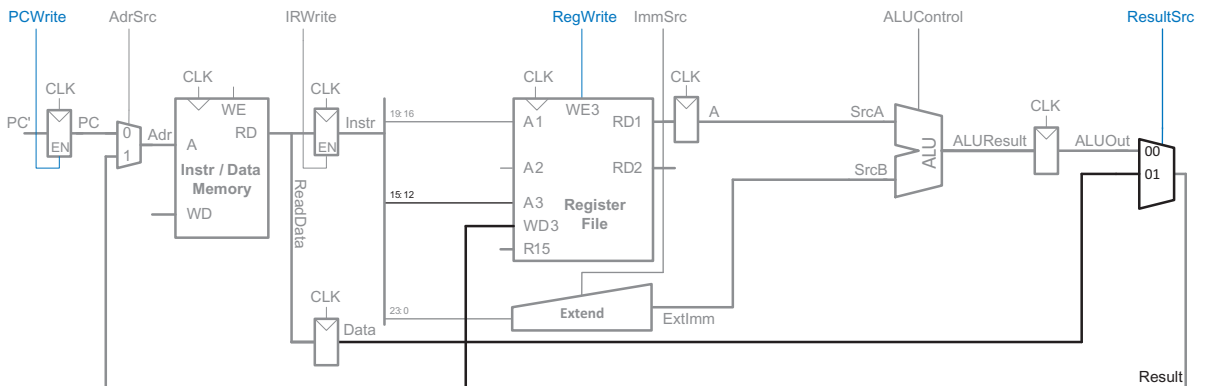 PCWrite AdrSrc IRWrite RegWrite ImmSrc ALUControl ResultSrc
CLK CLK CLK CLK CLK CLK
PC' PC EN
0 1 Adr
WE
A RD
Instr / Data
Memory
WD
ReadData
EN Instr
19:16
15:12
23:0
A1 WE3 RD1
A2 RD2
A3
WD3
R15
Register
File
A SrcA
SrcB
ALU
ALUResult ALUOut
00
01
Extend
ExtImm
CLK
Data
Result